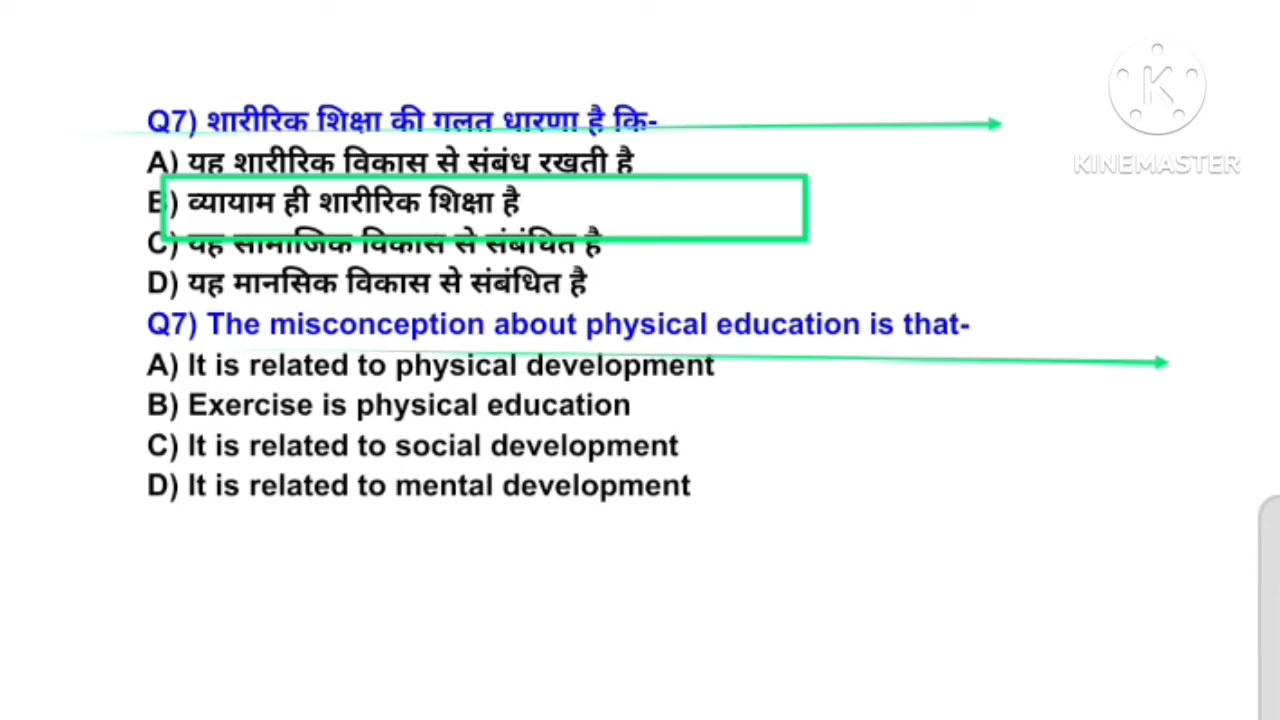 Q7) शारीरिक शिक्षा की गलत धारणा है कि-
A) यह शारीरिक विकास से संबंध रखती है
B) व्यायाम ही शारीरिक शिक्षा है
C) यह सामाजिक विकास से संबंधित है
D) यह मानसिक विकास से संबंधित है
Q7) The misconception about physical education is that-
A) It is related to physical development
B) Exercise is physical education
C) It is related to social development
D) It is related to mental development
K
KINEMASTER